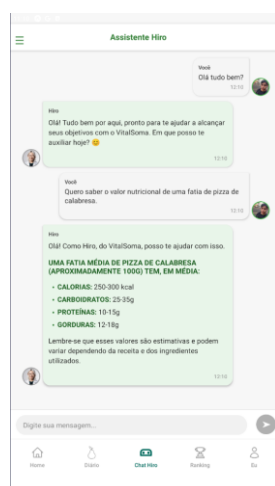 Assistente Hiro
Você
Olá tudo bem?
12:10
Hiro
Olá! Tudo bem por aqui, pronto para te ajudar a alcançar
seus objetivos com o VitalSoma. Em que posso te
auxiliar hoje? 😊
12:10
Você
Quero saber o valor nutricional de uma fatia de pizza de
calabresa.
12:10
Hiro
Olá! Como Hiro, do VitalSoma, posso te ajudar com isso.
UMA FATIA MÉDIA DE PIZZA DE CALABRESA
(APROXIMADAMENTE 100G) TEM, EM MÉDIA:
• CALORIAS: 250-300 kcal
• CARBOIDRATOS: 25-35g
• PROTEÍNAS: 10-15g
• GORDURAS: 12-18g
Lembre-se que esses valores são estimativas e podem
variar dependendo da receita e dos ingredientes
utilizados.
12:10
Digite sua mensagem...
Home Diário Chat Hiro Ranking Eu